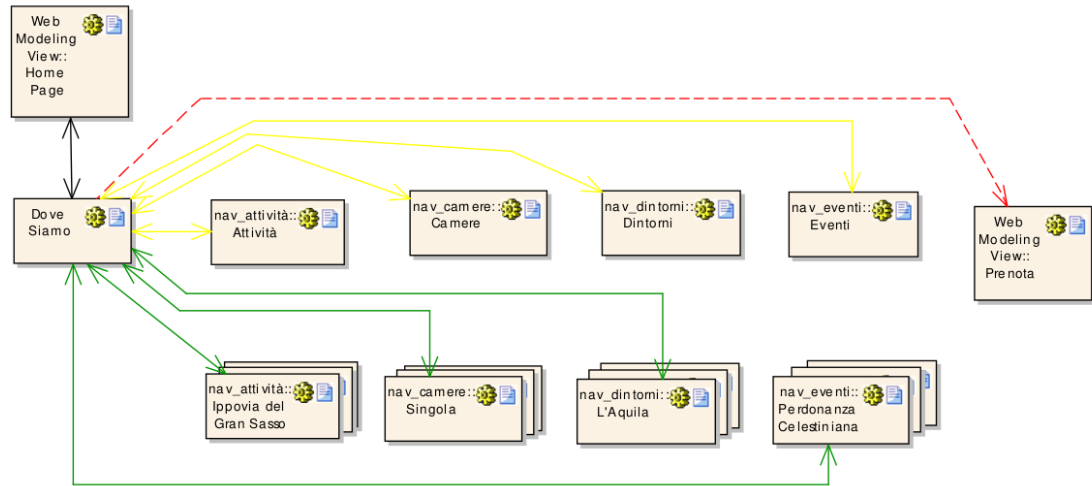 Web
Modeling
View::
Home
Page
Dove
Siamo
nav_attività::
Attività
nav_camere::
Camere
nav_dintorni::
Dintorni
nav_eventi::
Eventi
Web
Modeling
View::
Prenota
nav_attività::
Ippovia del
Gran Sasso
nav_camere::
Singola
nav_dintorni::
L'Aquila
nav_eventi::
Perdonanza
Celestiniana